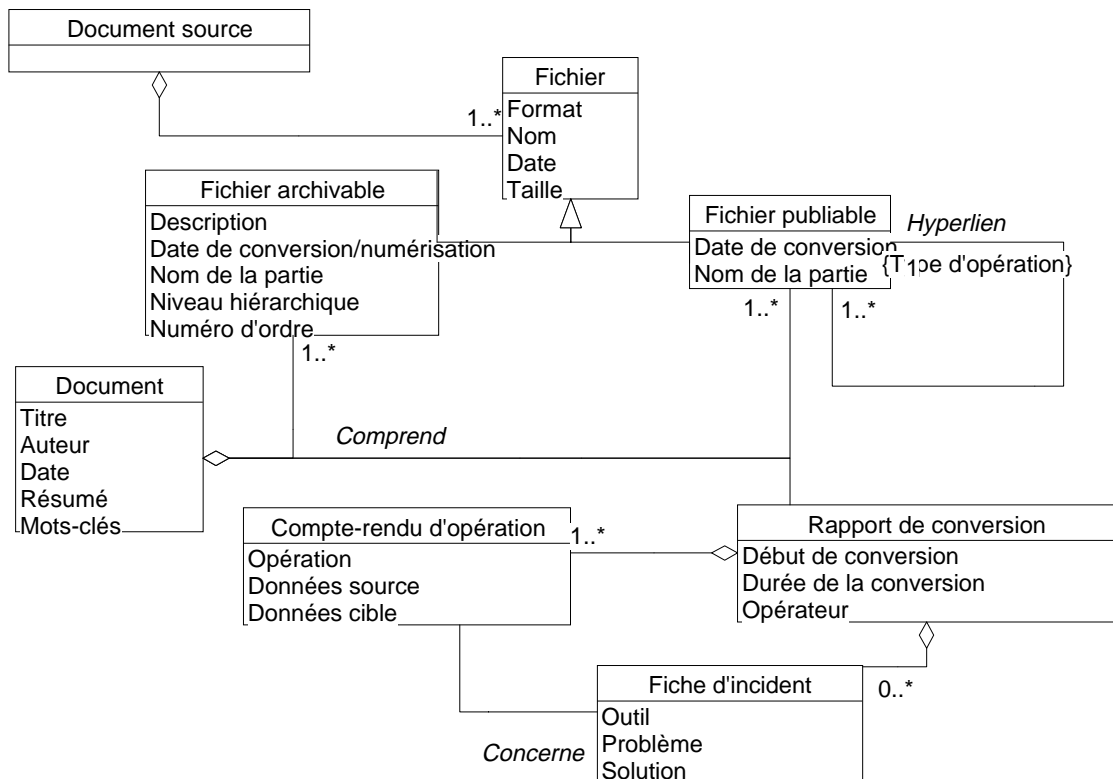 Document source
Fichier
Format
Nom
Date
Taille
1..*
Fichier archivable
Description
Date de conversion/numérisation
Nom de la partie
Niveau hiérarchique
Numéro d'ordre
1..*
Fichier publiable
Date de conversion
Nom de la partie
Hyperlien
{Type d'opération}
1
1..*
1..*
Document
Titre
Auteur
Date
Résumé
Mots-clés
Comprend
Compte-rendu d'opération
Opération
Données source
Données cible
1..*
Rapport de conversion
Début de conversion
Durée de la conversion
Opérateur
Fiche d'incident
Outil
Problème
Solution
0..*
Concerne